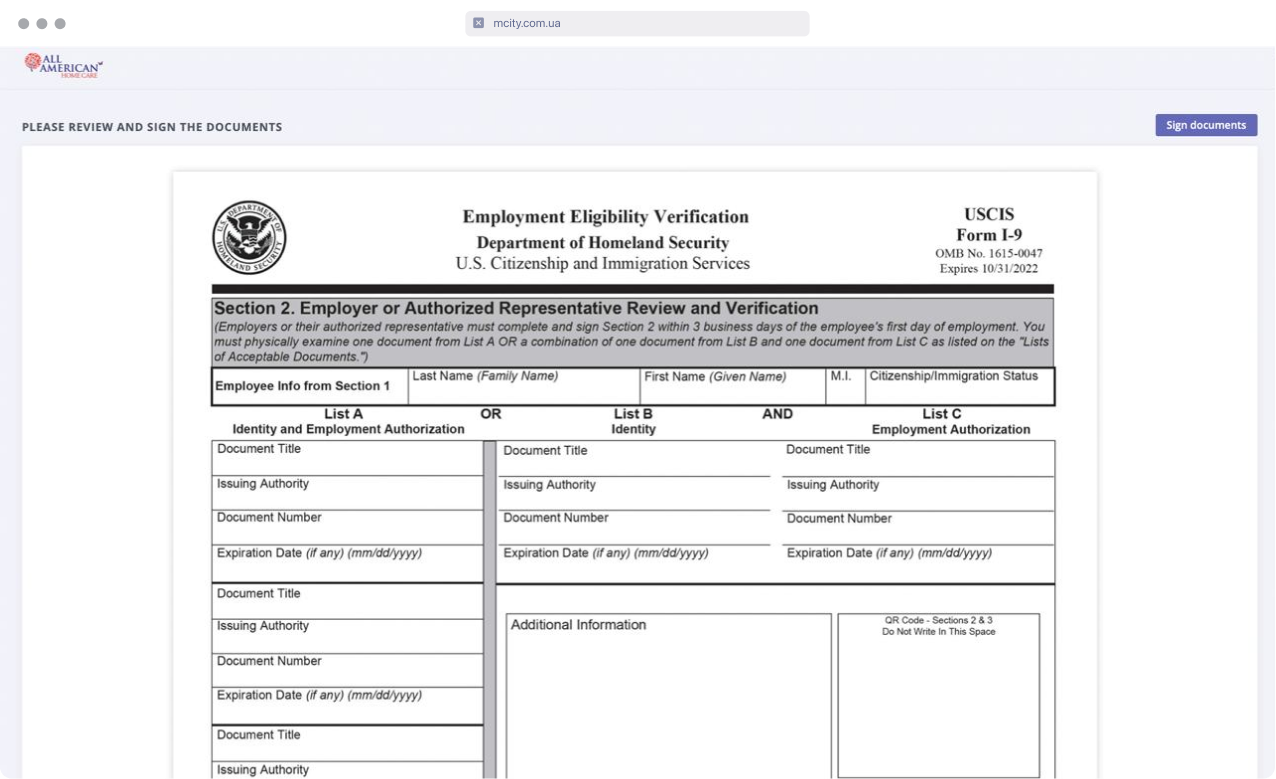 mcity.com.ua
ALL
AMERICAN
HOME CARE
PLEASE REVIEW AND SIGN THE DOCUMENTS
Sign documents
U.S. DEPARTMENT OF HOMELAND SECURITY
Employment Eligibility Verification
Department of Homeland Security
U.S. Citizenship and Immigration Services
USCIS
Form I-9
OMB No. 1615-0047
Expires 10/31/2022
Section 2. Employer or Authorized Representative Review and Verification
(Employers or their authorized representative must complete and sign Section 2 within 3 business days of the employee's first day of employment. You
must physically examine one document from List A OR a combination of one document from List B and one document from List C as listed on the "Lists
of Acceptable Documents.")
Employee Info from Section 1
Last Name (Family Name)
First Name (Given Name)
M.I.
Citizenship/Immigration Status
List A
Identity and Employment Authorization
OR
List B
Identity
AND
List C
Employment Authorization
Document Title
Issuing Authority
Document Number
Expiration Date (if any) (mm/dd/yyyy)
Document Title
Issuing Authority
Document Number
Expiration Date (if any) (mm/dd/yyyy)
Document Title
Issuing Authority
Document Title
Issuing Authority
Document Number
Expiration Date (if any) (mm/dd/yyyy)
Document Title
Issuing Authority
Document Number
Expiration Date (if any) (mm/dd/yyyy)
Additional Information
QR Code - Sections 2 & 3
Do Not Write In This Space